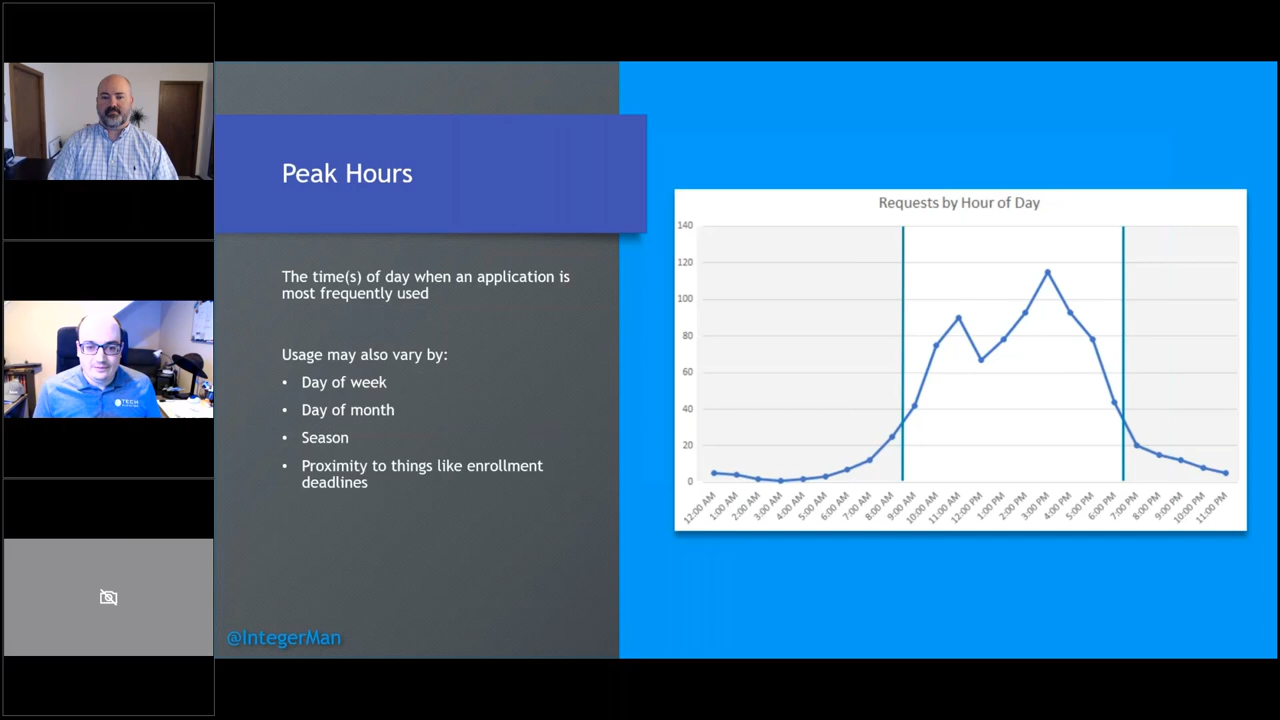 Peak Hours
The time(s) of day when an application is
most frequently used
Usage may also vary by:
• Day of week
• Day of month
• Season
• Proximity to things like enrollment
deadlines
@IntegerMan
Requests by Hour of Day
140
120
100
80
60
40
20
0
12:00 AM
1:00 AM
2:00 AM
3:00 AM
4:00 AM
5:00 AM
6:00 AM
7:00 AM
8:00 AM
9:00 AM
10:00 AM
11:00 AM
12:00 PM
1:00 PM
2:00 PM
3:00 PM
4:00 PM
5:00 PM
6:00 PM
7:00 PM
8:00 PM
9:00 PM
10:00 PM
11:00 PM
TECH